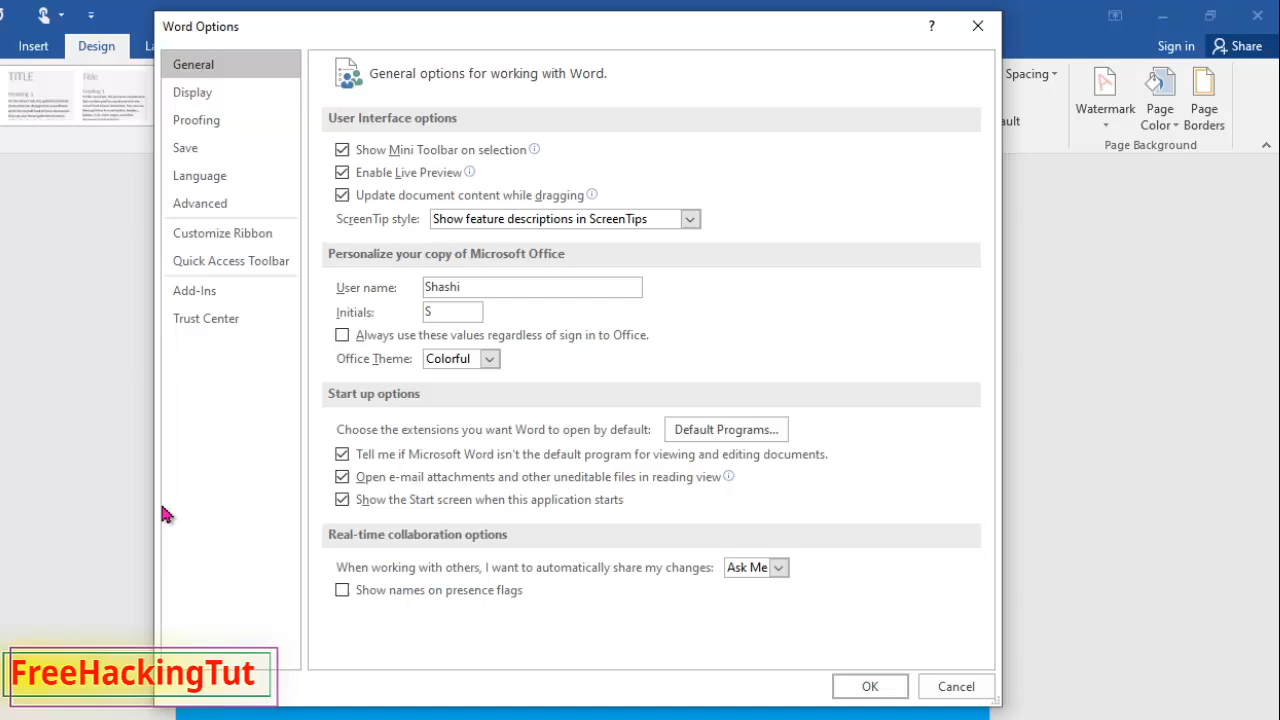 Word Options
?
Insert
Design
Sign in
Share
TITLE
Title
Heading 1
Spacing
Watermark
Page Color
Page Borders
Page Background
General
Display
Proofing
Save
Language
Advanced
Customize Ribbon
Quick Access Toolbar
Add-Ins
Trust Center
General options for working with Word.
User Interface options
Show Mini Toolbar on selection
Enable Live Preview
Update document content while dragging
ScreenTip style: Show feature descriptions in ScreenTips
Personalize your copy of Microsoft Office
User name: Shashi
Initials: S
Always use these values regardless of sign in to Office.
Office Theme: Colorful
Start up options
Choose the extensions you want Word to open by default: Default Programs...
Tell me if Microsoft Word isn't the default program for viewing and editing documents.
Open e-mail attachments and other uneditable files in reading view
Show the Start screen when this application starts
Real-time collaboration options
When working with others, I want to automatically share my changes: Ask Me
Show names on presence flags
OK
Cancel
FreeHackingTut